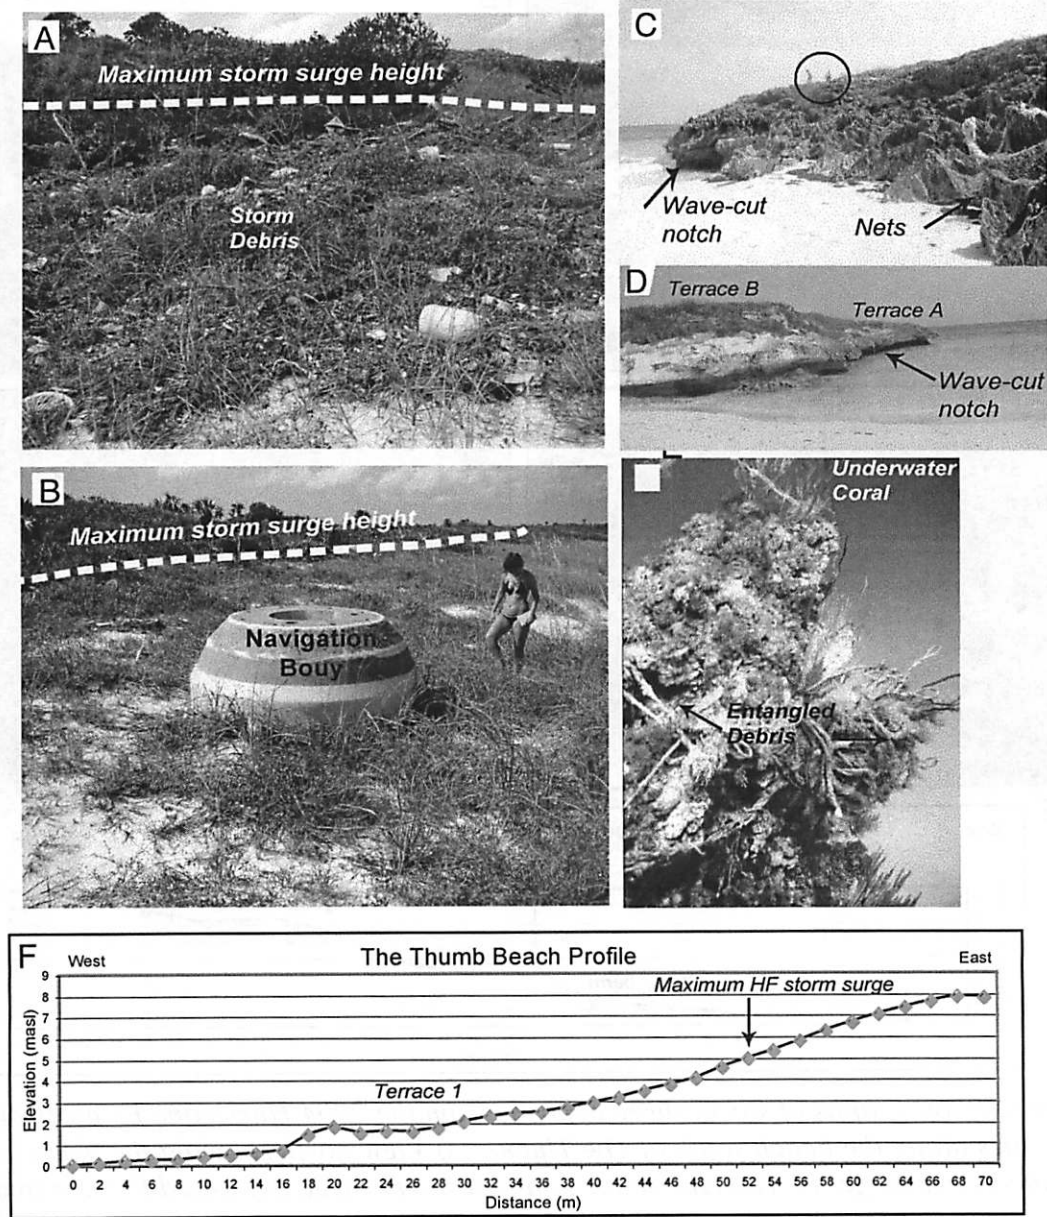 A
Maximum storm surge height
Storm
Debris
B
Maximum storm surge height
Navigation
Bouy
C
Wave-cut
notch
Nets
D
Terrace B
Terrace A
Wave-cut
notch
Underwater
Coral
Entangled
Debris
F
West
The Thumb Beach Profile
East
Maximum HF storm surge
Terrace 1
Elevation (masl)
9
8
7
6
5
4
3
2
1
0
0 2 4 6 8 10 12 14 16 18 20 22 24 26 28 30 32 34 36 38 40 42 44 46 48 50 52 54 56 58 60 62 64 66 68 70
Distance (m)